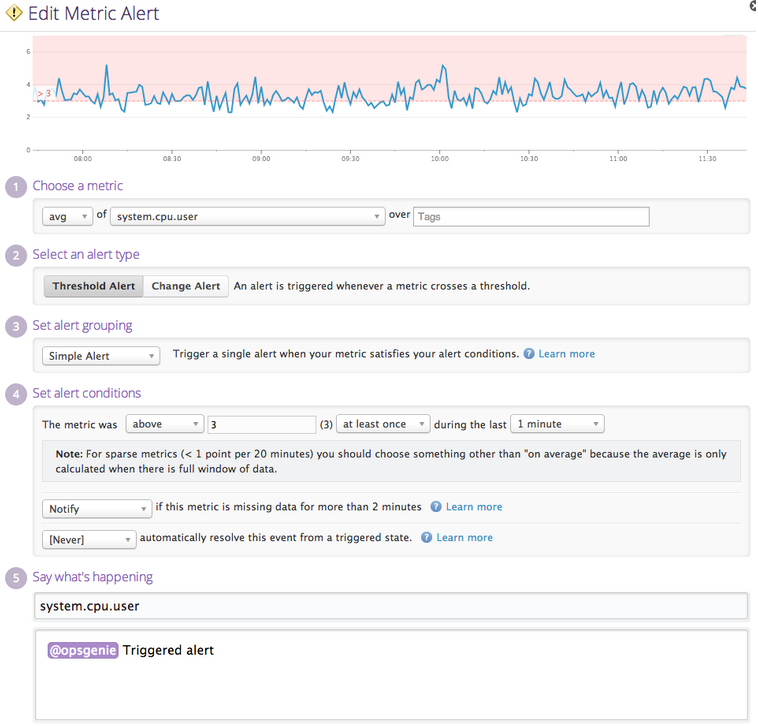 Edit Metric Alert
6
4
> 3
2
0
08:00 08:30 09:00 09:30 10:00 10:30 11:00 11:30
1 Choose a metric
avg of system.cpu.user over Tags
2 Select an alert type
Threshold Alert Change Alert An alert is triggered whenever a metric crosses a threshold.
3 Set alert grouping
Simple Alert Trigger a single alert when your metric satisfies your alert conditions. ? Learn more
4 Set alert conditions
The metric was above 3 (3) at least once during the last 1 minute
Note: For sparse metrics (< 1 point per 20 minutes) you should choose something other than "on average" because the average is only
calculated when there is full window of data.
Notify if this metric is missing data for more than 2 minutes ? Learn more
[Never] automatically resolve this event from a triggered state. ? Learn more
5 Say what's happening
system.cpu.user
@opsgenie Triggered alert